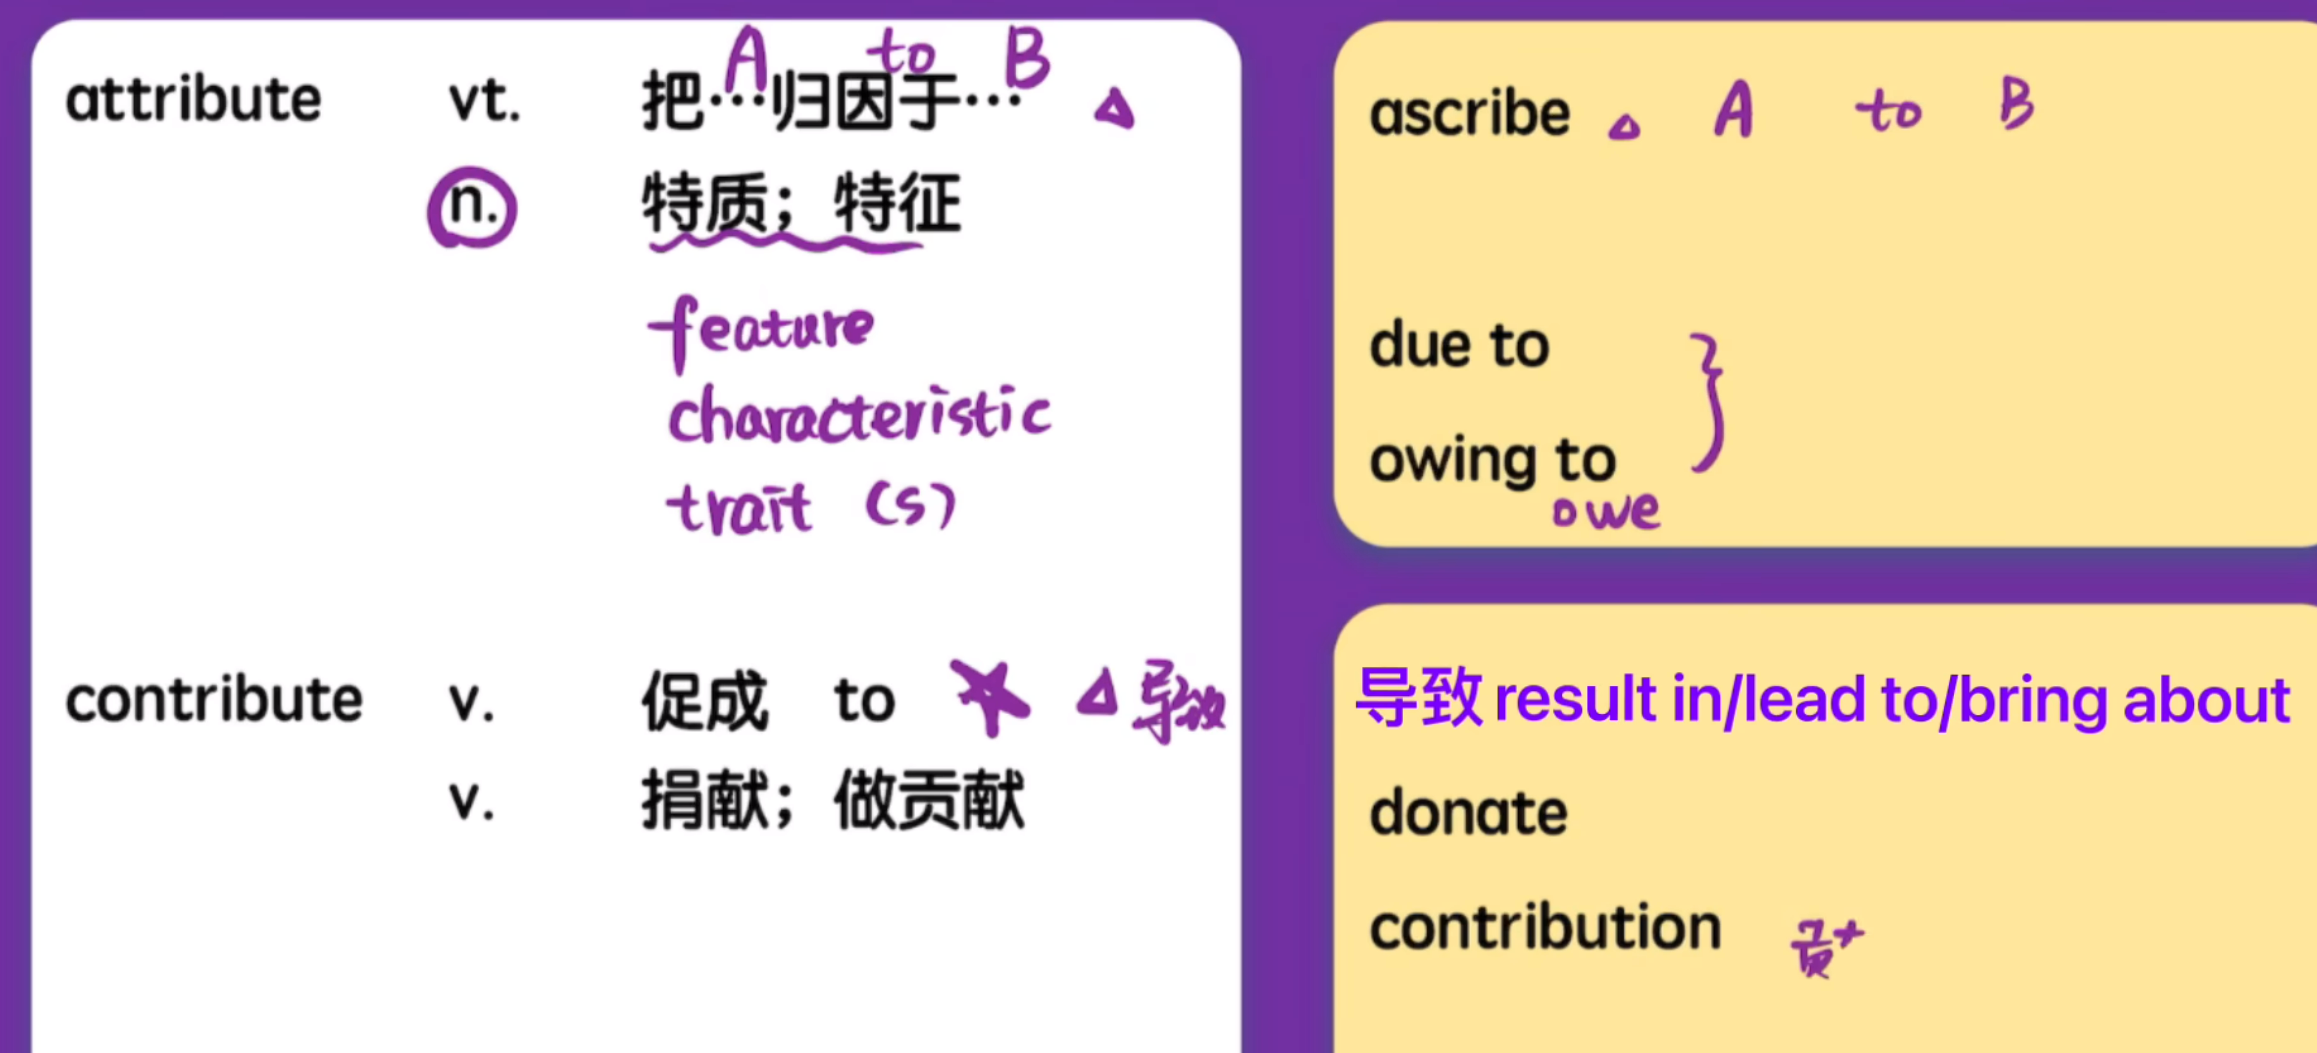 A to B
attribute vt. 把…归因于…
n. 特质；特征
feature
characteristic
trait (s)
contribute v. 促成 to 导致
v. 捐献；做贡献
ascribe A to B
due to
owing to
owe
导致 result in/lead to/bring about
donate
contribution